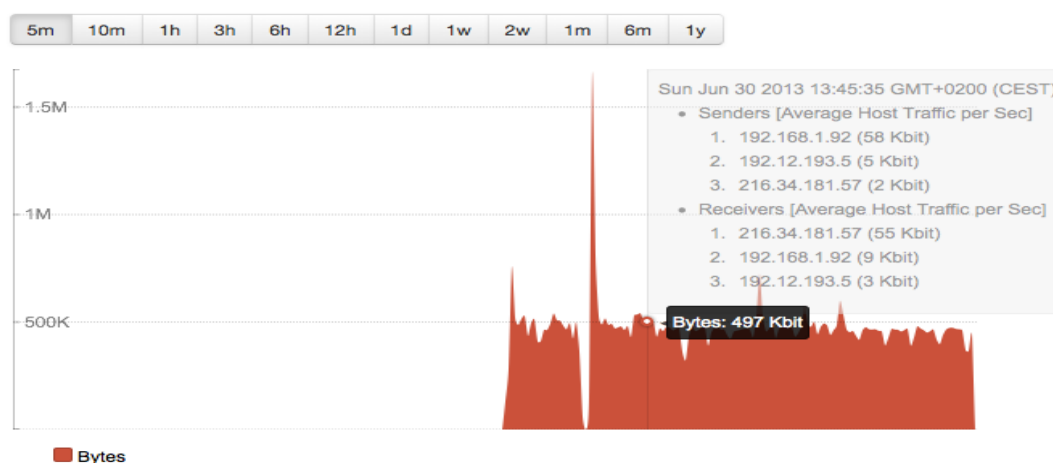 5m 10m 1h 3h 6h 12h 1d 1w 2w 1m 6m 1y
1.5M
1M
500K
Sun Jun 30 2013 13:45:35 GMT+0200 (CEST)
• Senders [Average Host Traffic per Sec]
1. 192.168.1.92 (58 Kbit)
2. 192.12.193.5 (5 Kbit)
3. 216.34.181.57 (2 Kbit)
• Receivers [Average Host Traffic per Sec]
1. 216.34.181.57 (55 Kbit)
2. 192.168.1.92 (9 Kbit)
3. 192.12.193.5 (3 Kbit)
Bytes: 497 Kbit
Bytes